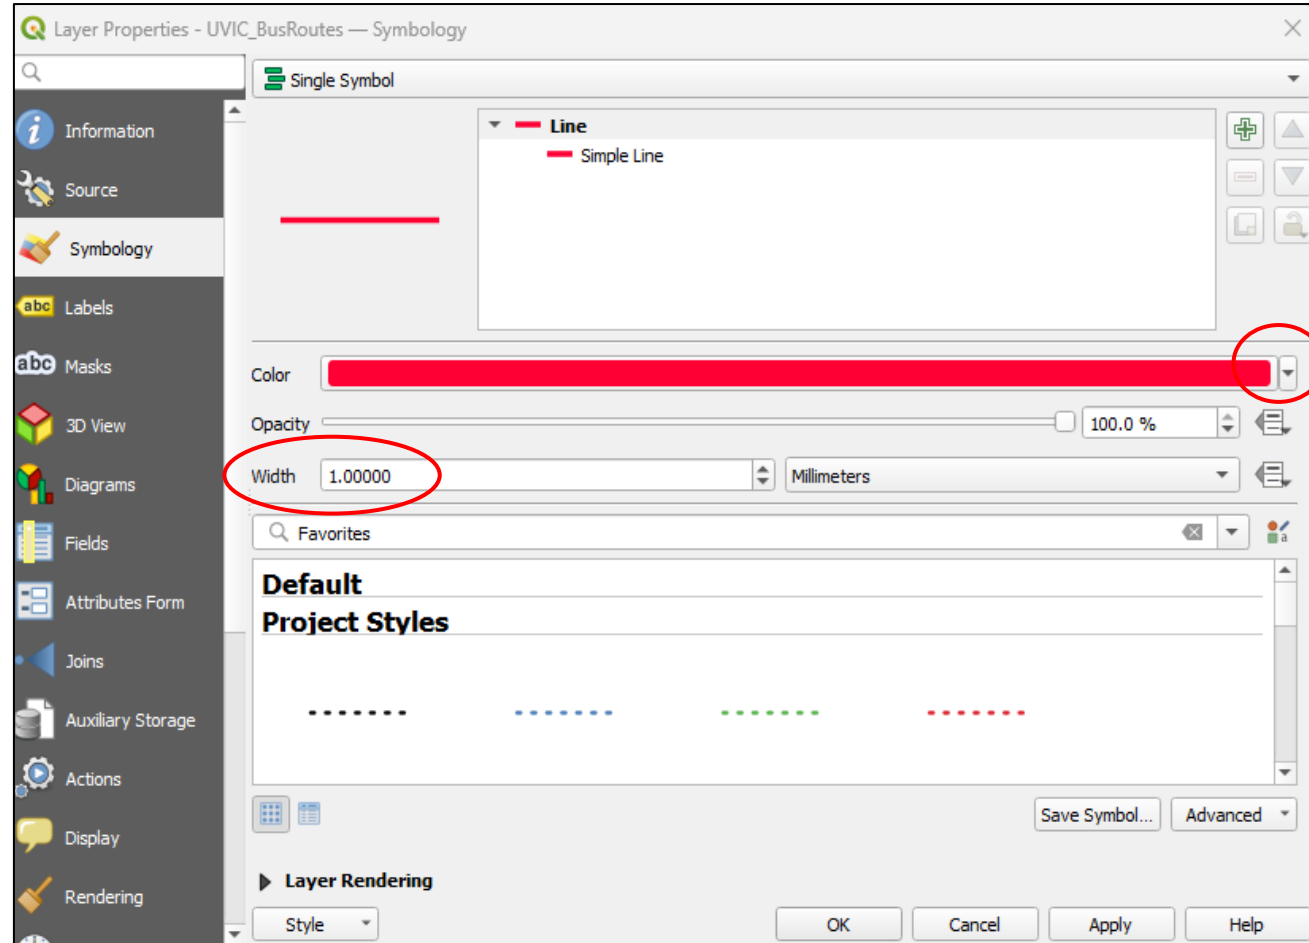 Layer Properties - UVIC_BusRoutes — Symbology
Single Symbol
Information
Source
Symbology
abc Labels
abc Masks
3D View
Diagrams
Fields
Attributes Form
Joins
Auxiliary Storage
Actions
Display
Rendering
Line
Simple Line
Color
Opacity 100.0 %
Width 1.00000 Millimeters
Favorites
a
Default
Project Styles
Save Symbol... Advanced
Layer Rendering
Style OK Cancel Apply Help